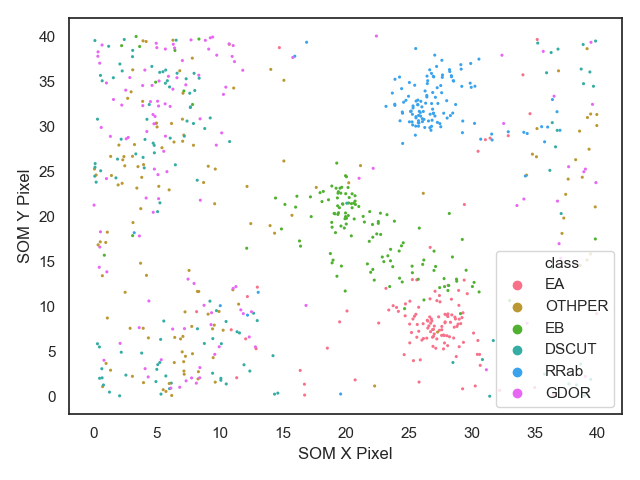 40
35
30
25
20
15
10
5
0
SOM Y Pixel
0 5 10 15 20 25 30 35 40
SOM X Pixel
class
EA
OTHPER
EB
DSCUT
RRab
GDOR